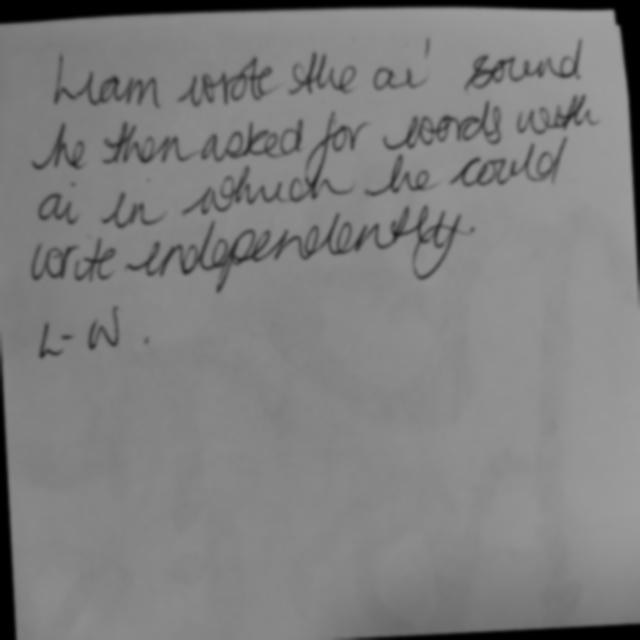 Liam wrote the ai sound
he then asked for words with
ai in which he could
write independently.
L-W.